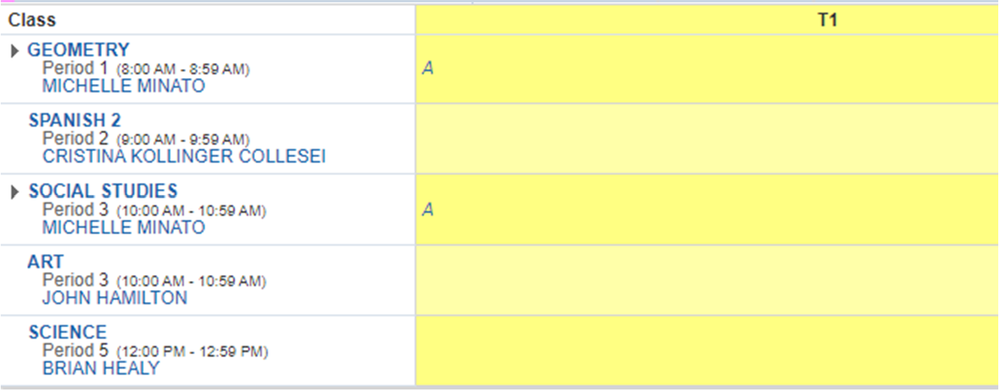 Class T1
GEOMETRY
Period 1 (8:00 AM - 8:59 AM) A
MICHELLE MINATO
SPANISH 2
Period 2 (9:00 AM - 9:59 AM)
CRISTINA KOLLINGER COLLESEI
SOCIAL STUDIES
Period 3 (10:00 AM - 10:59 AM) A
MICHELLE MINATO
ART
Period 3 (10:00 AM - 10:59 AM)
JOHN HAMILTON
SCIENCE
Period 5 (12:00 PM - 12:59 PM)
BRIAN HEALY